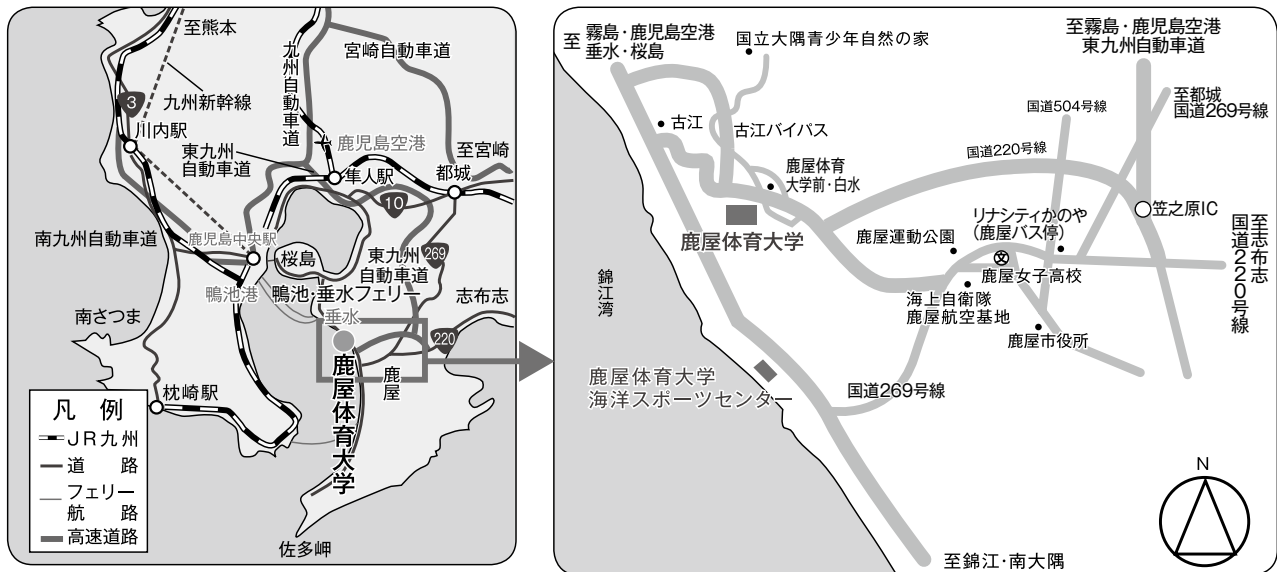 至熊本
九州自動車道
宮崎自動車道
3
九州新幹線
川内駅
東九州
自動車道
鹿児島空港
至宮崎
隼人駅
都城
10
南九州自動車道
鹿児島中央駅
桜島
東九州
自動車道
269
鴨池港
鴨池・垂水フェリー
垂水
志布志
南さつま
220
鹿屋
鹿屋体育大学
枕崎駅
佐多岬
凡 例
JR九州
道 路
フェリー
航 路
高速道路
至 霧島・鹿児島空港
垂水・桜島
国立大隅青少年自然の家
至霧島・鹿児島空港
東九州自動車道
至都城
国道269号線
国道504号線
古江
古江バイパス
国道220号線
鹿屋体育
大学前・白水
笠之原IC
リナシティかのや
(鹿屋バス停)
鹿屋体育大学
鹿屋運動公園
文
鹿屋女子高校
至志布志
国道220号線
錦江湾
海上自衛隊
鹿屋航空基地
鹿屋市役所
鹿屋体育大学
海洋スポーツセンター
国道269号線
N
至錦江・南大隅